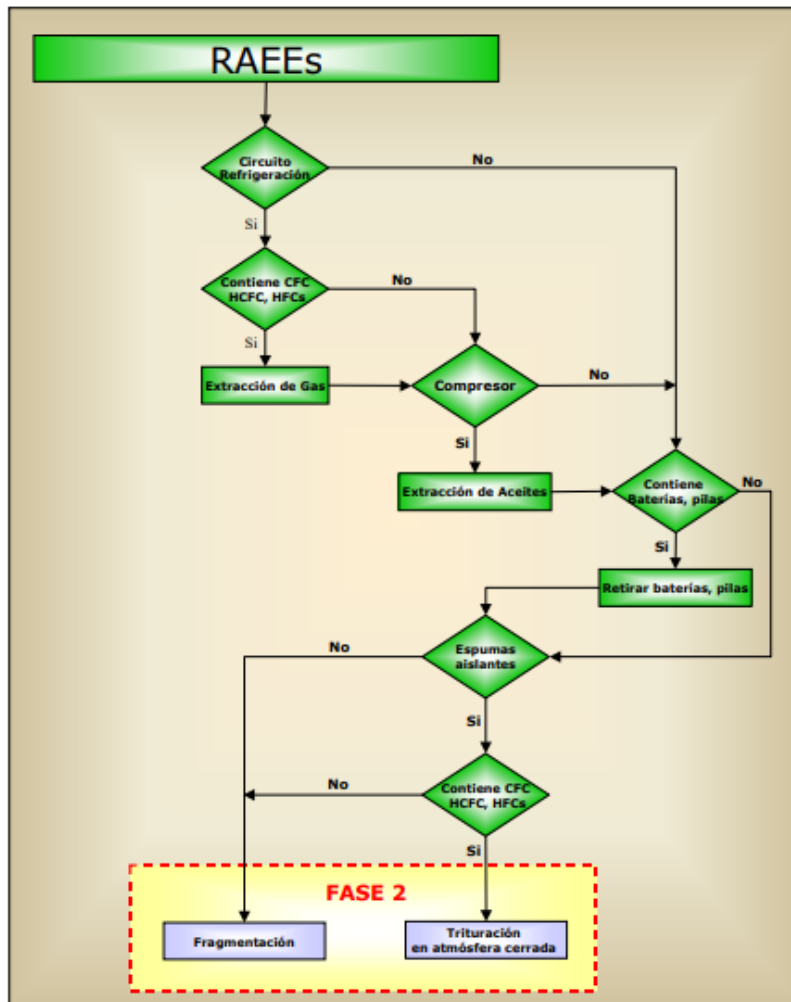 RAEEs
Circuito
Refrigeración
No
Si
Contiene CFC
HCFC, HFCs
No
Si
Extracción de Gas
Compresor
No
Si
Extracción de Aceites
Contiene
Baterías, pilas
No
Si
Retirar baterías, pilas
Espumas
aislantes
No
Si
Contiene CFC
HCFC, HFCs
No
Si
FASE 2
Fragmentación
Trituración
en atmósfera cerrada